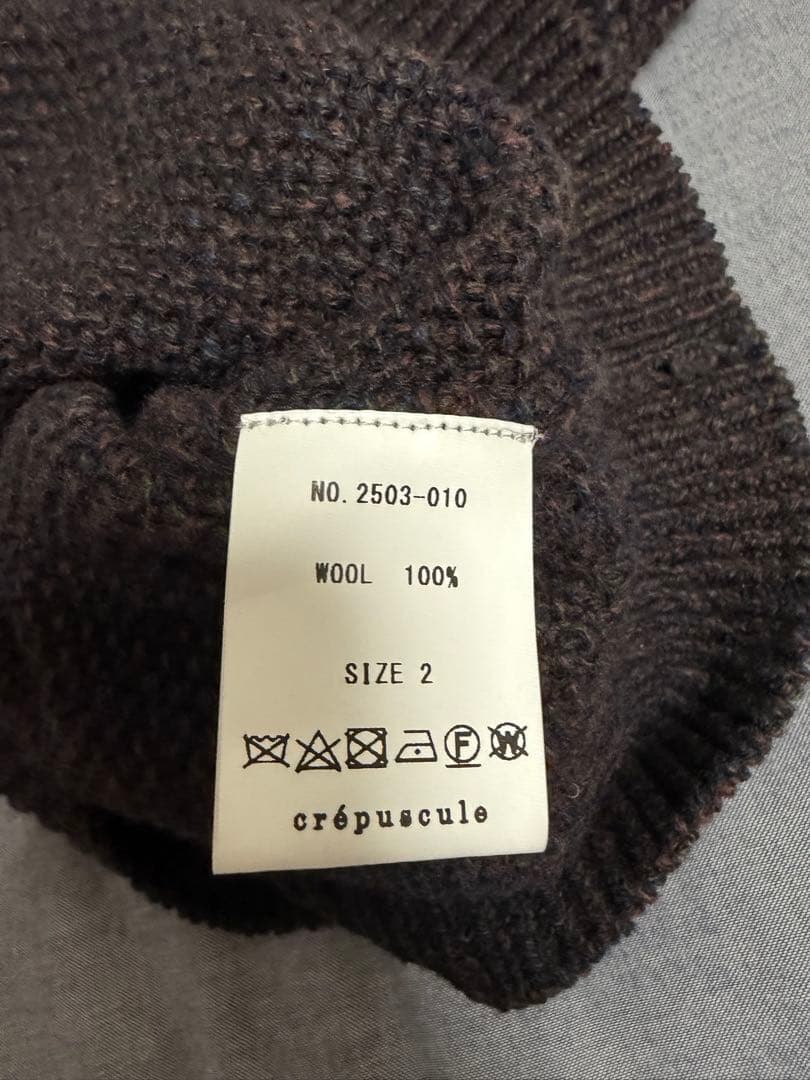 NO. 2503-010
WOOL 100%
SIZE 2
F W
crépuscule